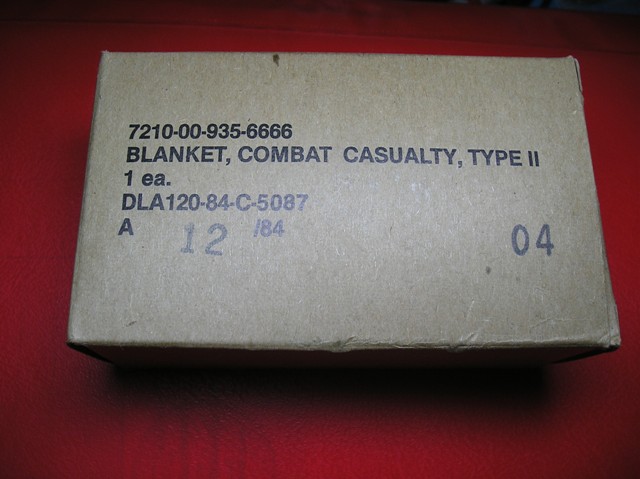 7210-00-935-6666
BLANKET, COMBAT CASUALTY, TYPE II
1 ea.
DLA120-84-C-5087
A 12 /84 04